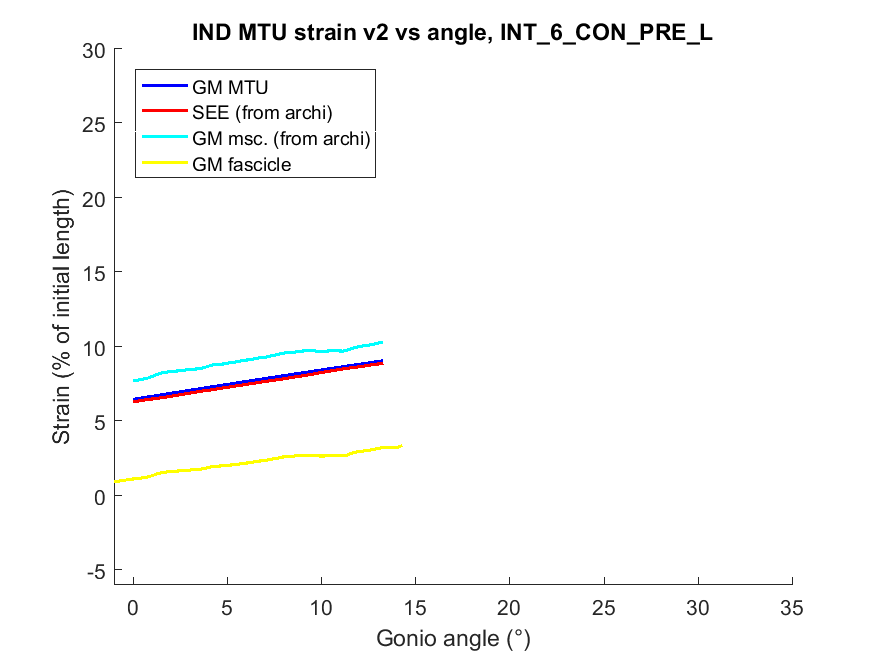 IND MTU strain v2 vs angle, INT_6_CON_PRE_L
30
25
20
15
10
5
0
-5
Strain (% of initial length)
GM MTU
SEE (from archi)
GM msc. (from archi)
GM fascicle
0 5 10 15 20 25 30 35
Gonio angle (°)